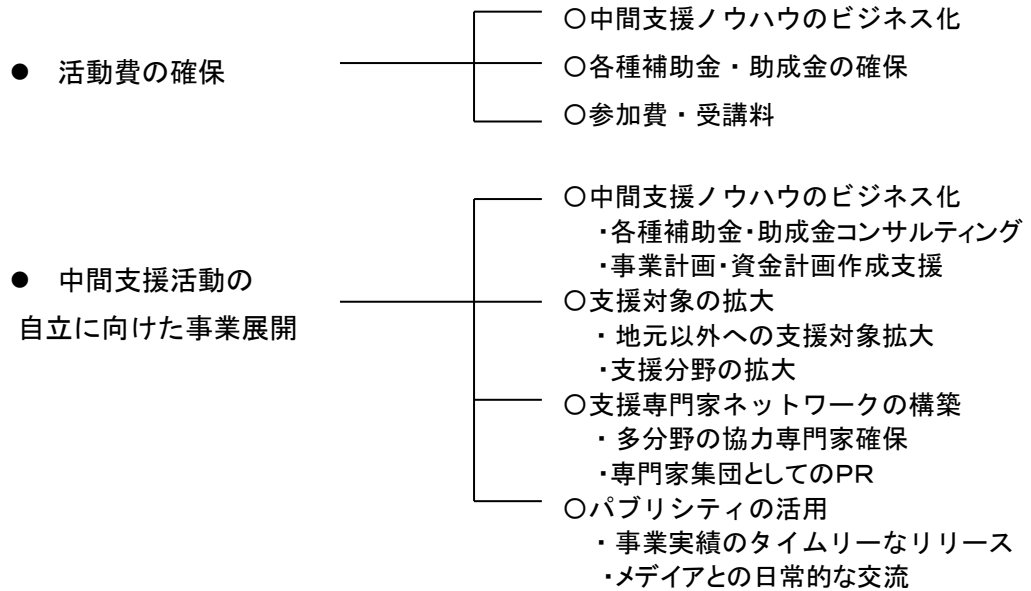 ● 活動費の確保
〇中間支援ノウハウのビジネス化
〇各種補助金・助成金の確保
〇参加費・受講料
● 中間支援活動の
自立に向けた事業展開
〇中間支援ノウハウのビジネス化
・各種補助金・助成金コンサルティング
・事業計画・資金計画作成支援
〇支援対象の拡大
・地元以外への支援対象拡大
・支援分野の拡大
〇支援専門家ネットワークの構築
・多分野の協力専門家確保
・専門家集団としてのPR
〇パブリシティの活用
・事業実績のタイムリーなリリース
・メデイアとの日常的な交流